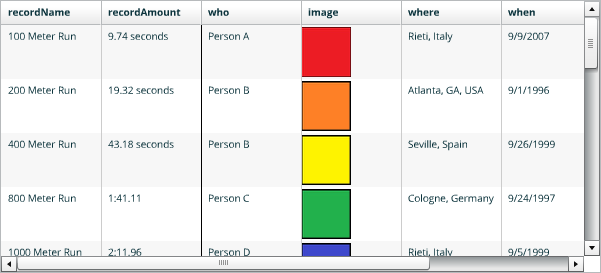 recordName recordAmount who image where when
100 Meter Run 9.74 seconds Person A Rieti, Italy 9/9/2007
200 Meter Run 19.32 seconds Person B Atlanta, GA, USA 9/1/1996
400 Meter Run 43.18 seconds Person B Seville, Spain 9/26/1999
800 Meter Run 1:41.11 Person C Cologne, Germany 9/24/1997
1000 Meter Run 2:11.96 Person D Rieti, Italy 9/5/1999